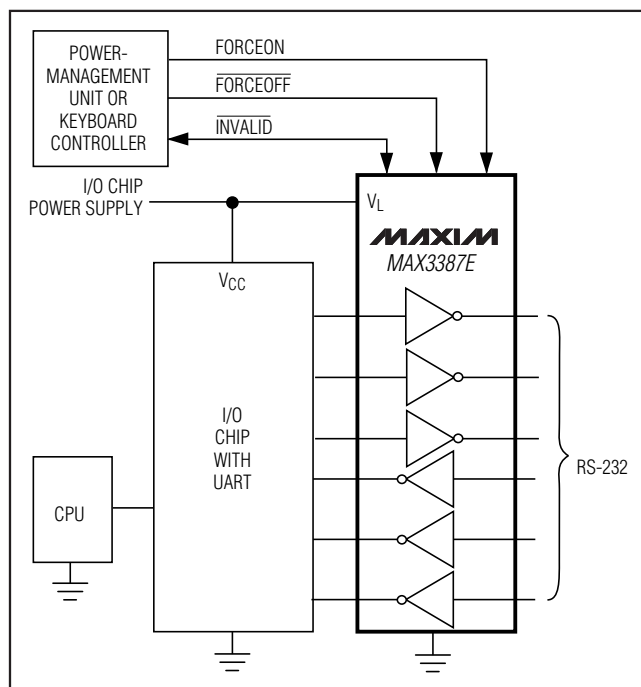 POWER-
MANAGEMENT
UNIT OR
KEYBOARD
CONTROLLER
FORCEON
FORCEOFF
INVALID
I/O CHIP
POWER SUPPLY
VL
MAXIM
MAX3387E
VCC
I/O
CHIP
WITH
UART
CPU
RS-232